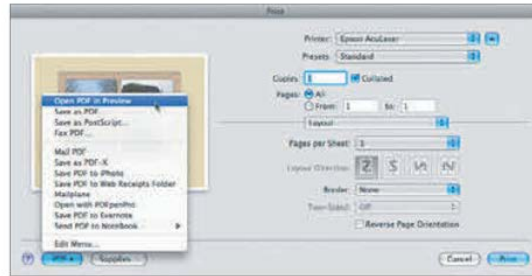 Print
Printer: Epson AcuLaser
Presets: Standard
Copies: 1 Collated
Pages: All
From: 1 to: 1
Layout
Pages per Sheet: 1
Layout Direction:
Border: None
Two-Sided: Off
Reverse Page Orientation
Open PDF in Preview
Save as PDF...
Save as PostScript...
Fax PDF...
Mail PDF
Save as PDF-X
Save PDF to iPhoto
Save PDF to Web Receipts Folder
Mailplane
Open with PDFpenPro
Save PDF to Evernote
Send PDF to Notebook
Edit Menu...
? PDF Supplies... Cancel Print